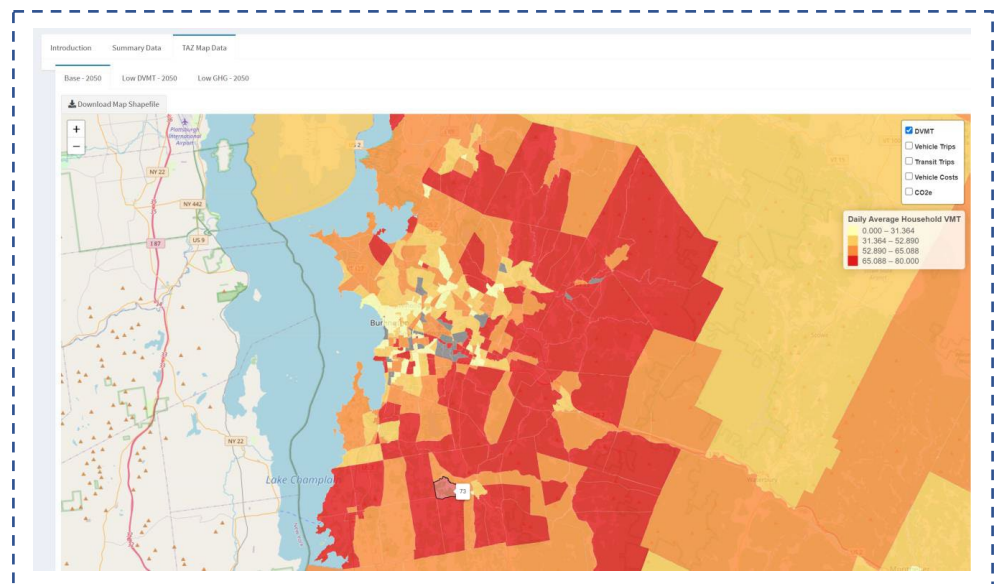 Introduction Summary Data TAZ Map Data
Base - 2050 Low DVMT - 2050 Low GHG - 2050
Download Map Shapefile
+
−
Plattsburgh
International
Airport
US 2
NY 22
NY 442
US 9
I 87
NY 22
Lake Champlain
73
DVMT
Vehicle Trips
Transit Trips
Vehicle Costs
CO2e
Daily Average Household VMT
0.000 – 31.364
31.364 – 52.890
52.890 – 65.088
65.088 – 80.000